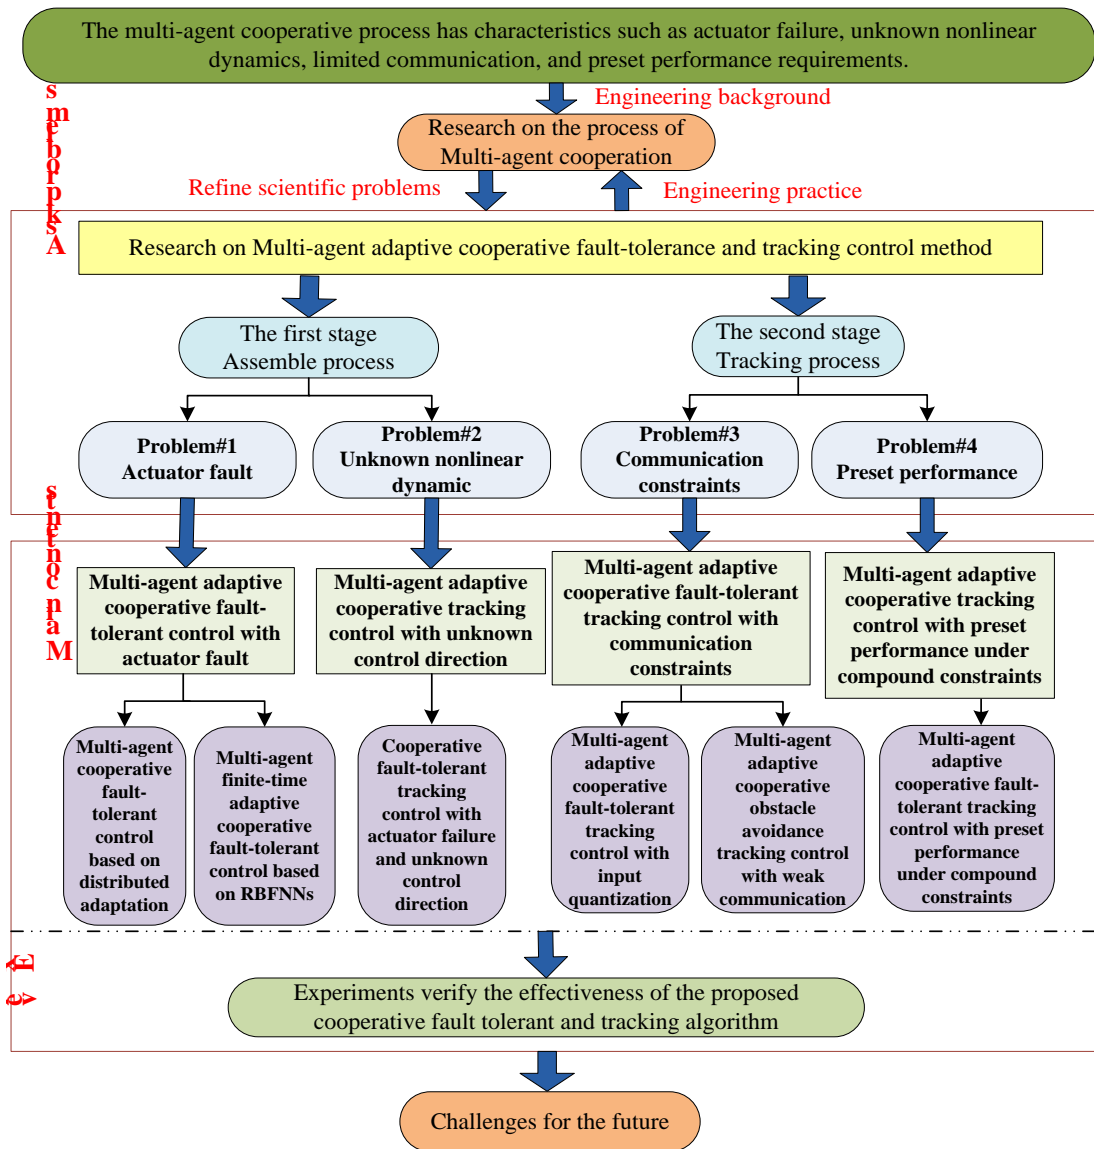 The multi-agent cooperative process has characteristics such as actuator failure, unknown nonlinear
dynamics, limited communication, and preset performance requirements.
Engineering background
Research on the process of
Multi-agent cooperation
Refine scientific problems
Engineering practice
Ask problems
Research on Multi-agent adaptive cooperative fault-tolerance and tracking control method
The first stage
Assemble process
The second stage
Tracking process
Problem#1
Actuator fault
Problem#2
Unknown nonlinear
dynamic
Problem#3
Communication
constraints
Problem#4
Preset performance
Main contents
Multi-agent adaptive
cooperative fault-
tolerant control with
actuator fault
Multi-agent adaptive
cooperative tracking
control with unknown
control direction
Multi-agent adaptive
cooperative fault-tolerant
tracking control with
communication
constraints
Multi-agent adaptive
cooperative tracking
control with preset
performance under
compound constraints
Multi-agent
cooperative
fault-
tolerant
control
based on
distributed
adaptation
Multi-agent
finite-time
adaptive
cooperative
fault-tolerant
control based
on RBFNNs
Cooperative
fault-tolerant
tracking
control with
actuator failure
and unknown
control
direction
Multi-agent
adaptive
cooperative
fault-tolerant
tracking
control with
input
quantization
Multi-agent
adaptive
cooperative
obstacle
avoidance
tracking control
with weak
communication
Multi-agent
adaptive
cooperative fault-
tolerant tracking
control with preset
performance
under compound
constraints
Experiments verify the effectiveness of the proposed
cooperative fault tolerant and tracking algorithm
Challenges for the future